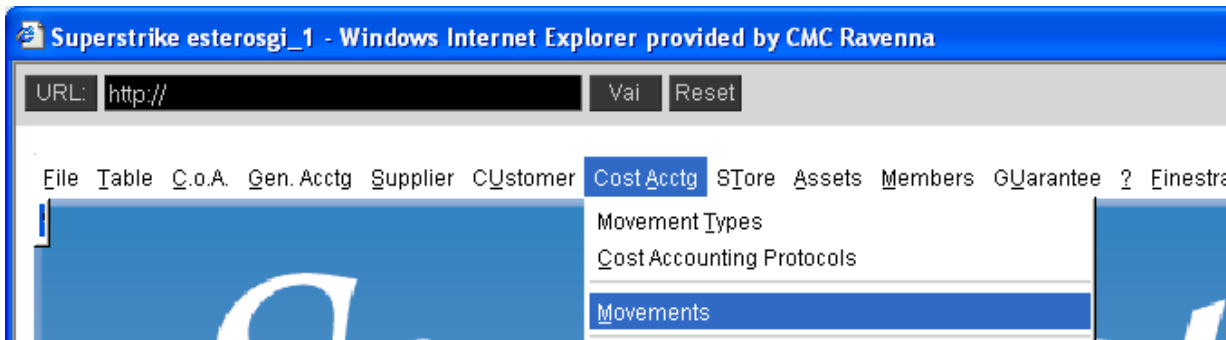 Superstrike esterosgi_1 - Windows Internet Explorer provided by CMC Ravenna
URL: http:// Vai Reset
File Table C.o.A. Gen. Acctg Supplier CUstomer Cost Acctg STore Assets Members GUarantee ? Finestra
Movement Types
Cost Accounting Protocols
Movements